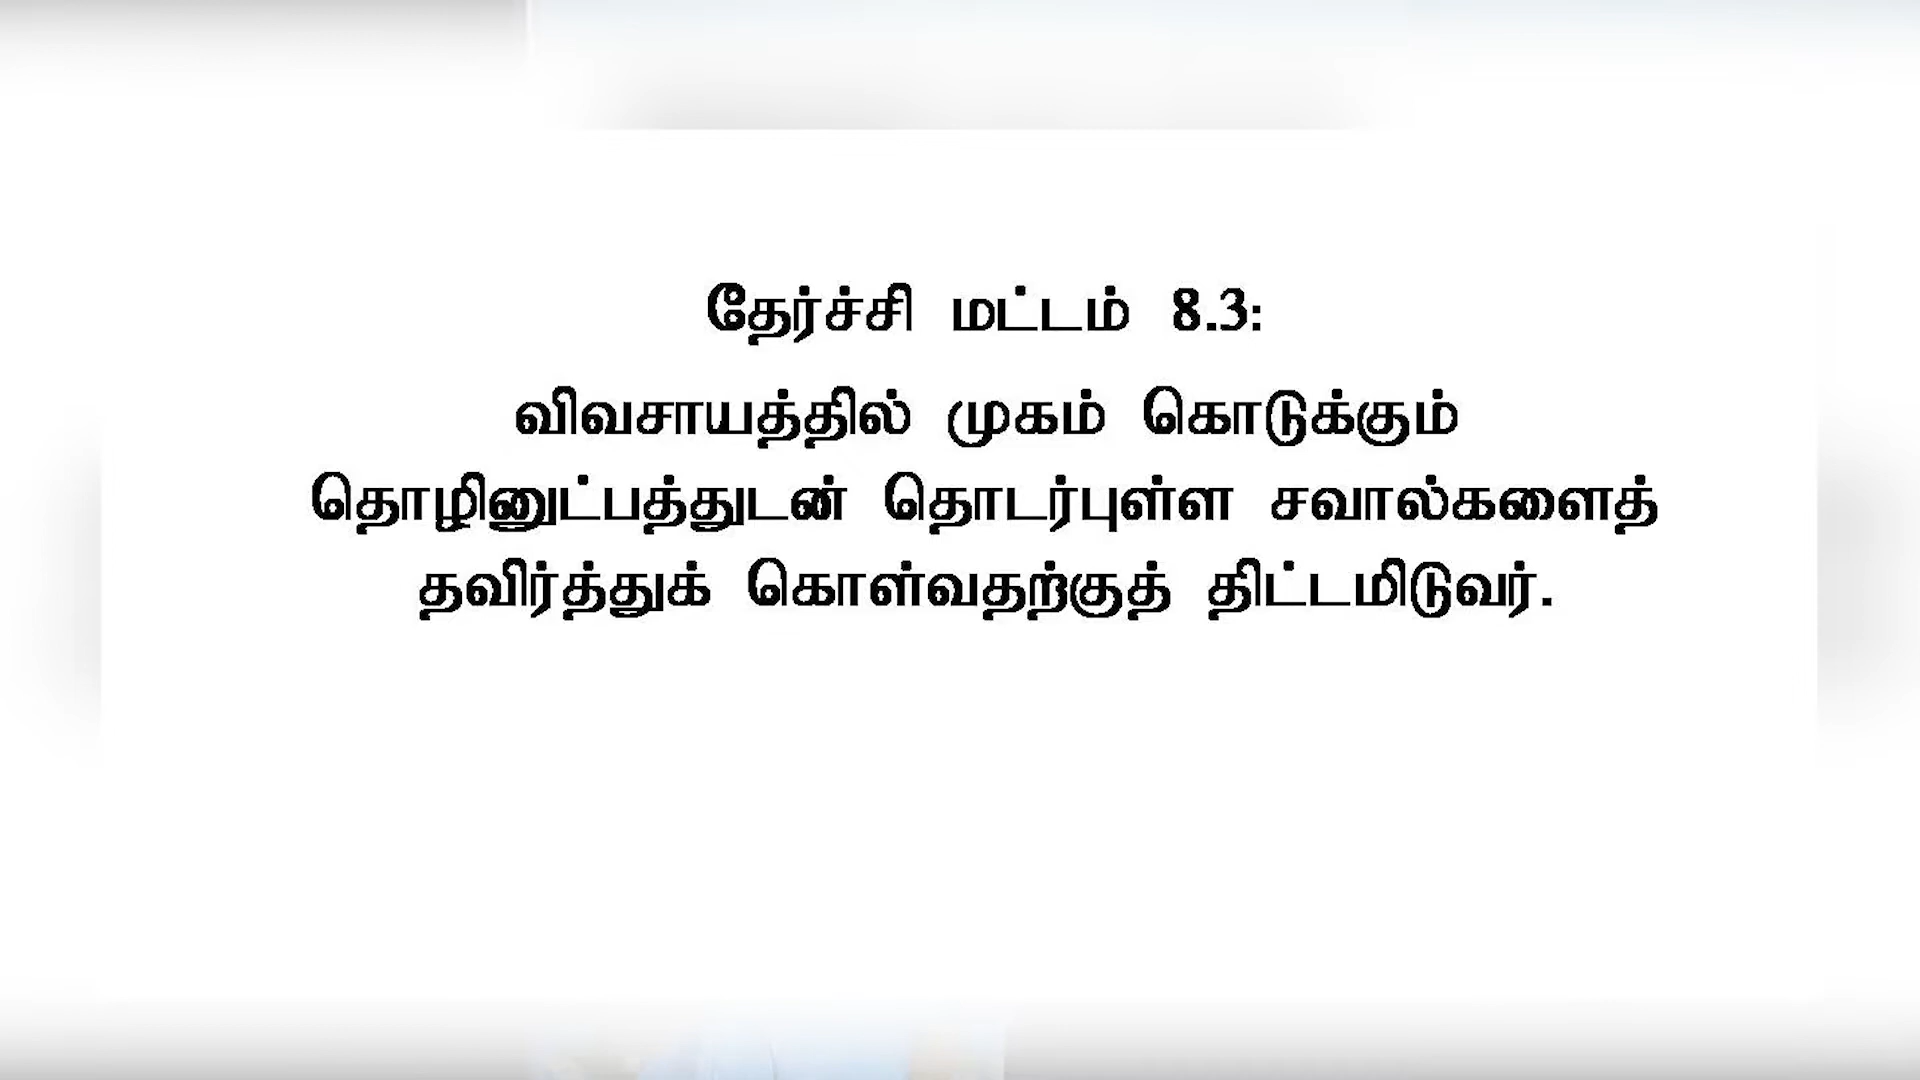 தேர்ச்சி மட்டம் 8.3:
விவசாயத்தில் முகம் கொடுக்கும்
தொழினுட்பத்துடன் தொடர்புள்ள சவால்களைத்
தவிர்த்துக் கொள்வதற்குத் திட்டமிடுவர்.